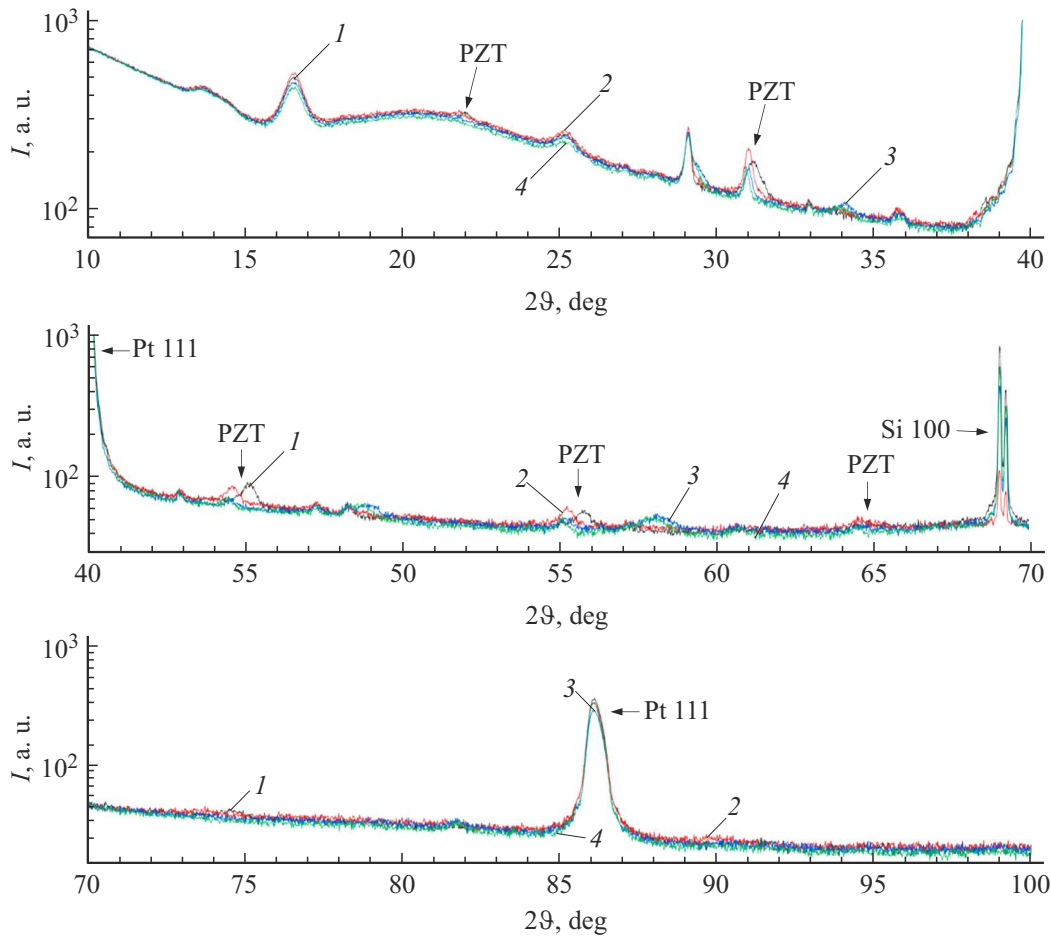 10³
1
PZT
PZT
2
I, a. u.
4
3
10²
10 15 20 25 30 35 40
2ϑ, deg
10³
Pt 111
Si 100
PZT 1
PZT
I, a. u.
2 3 4 PZT
10²
40 55 50 55 60 65 70
2ϑ, deg
10³
3
Pt 111
I, a. u.
10²
1
2
4
70 75 80 85 90 95 100
2ϑ, deg